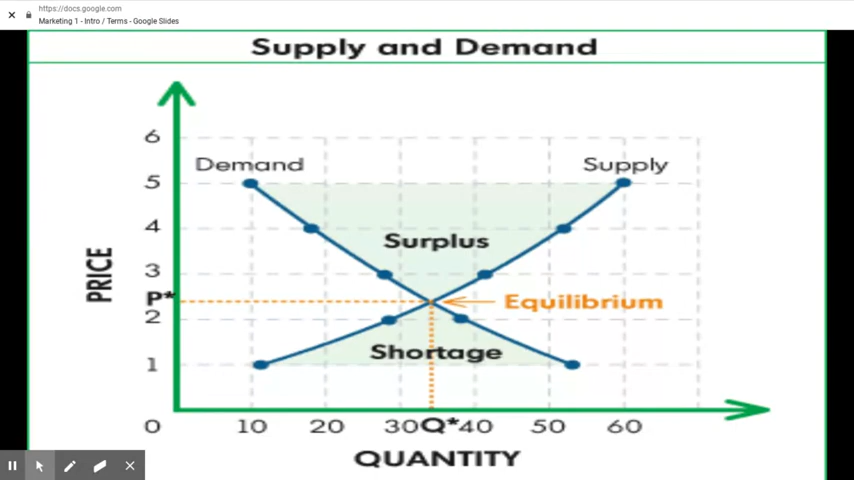 https://docs.google.com
Marketing 1 - Intro / Terms - Google Slides
Supply and Demand
6
Demand
Supply
5
4
Surplus
PRICE
3
P*
Equilibrium
2
Shortage
1
0 10 20 30 Q* 40 50 60
QUANTITY